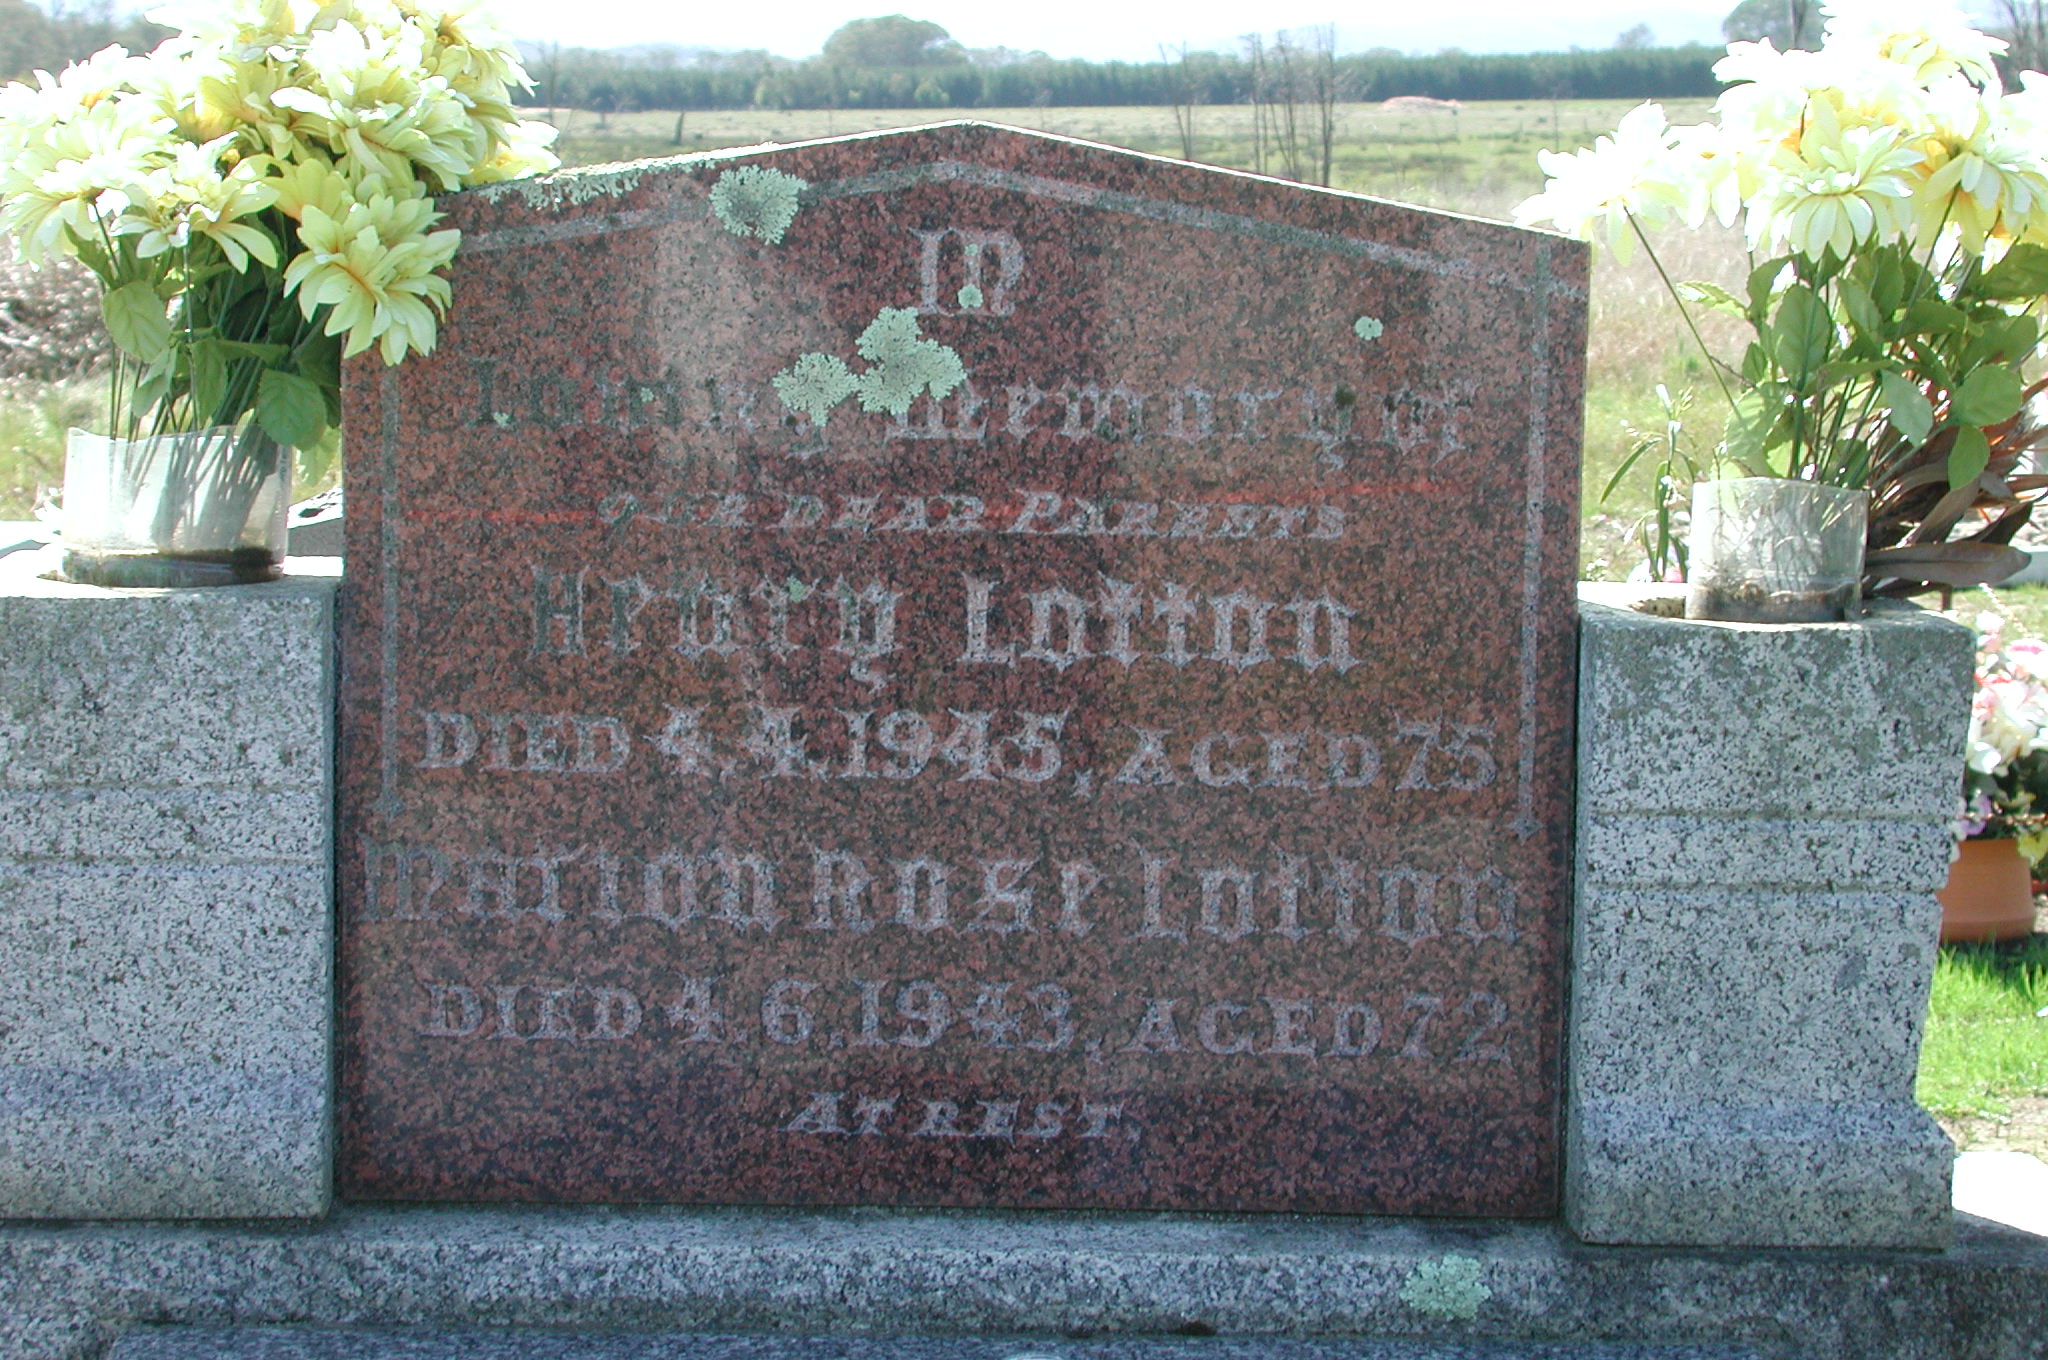 In
Loving Memory of
Our Dear Parents
Henry Lotton
Died 4.4.1945, Aged 75
Marion Rose Lotton
Died 4.6.1943, Aged 72
At Rest,